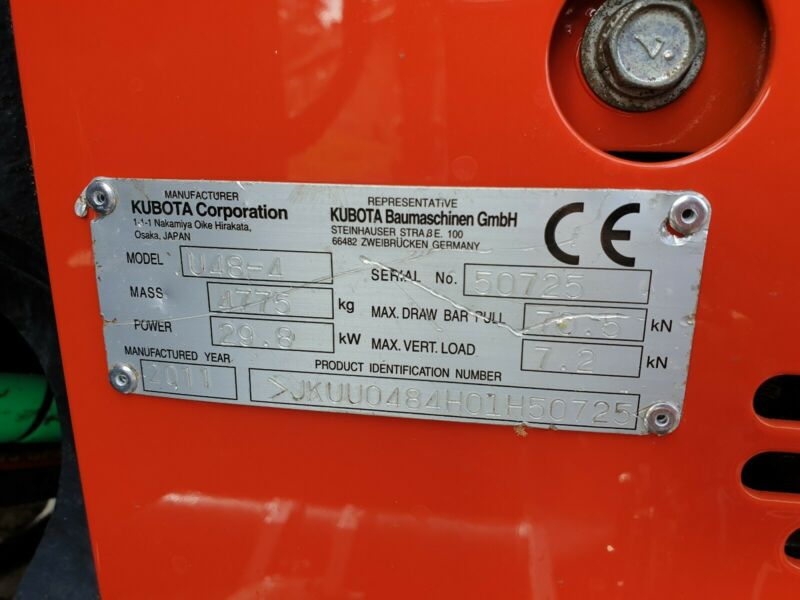 MANUFACTURER
KUBOTA Corporation
1-1-1 Nakamiya Oike Hirakata,
Osaka, JAPAN
REPRESENTATIVE
KUBOTA Baumaschinen GmbH
STEINHAUSER STRAßE. 100
66482 ZWEIBRÜCKEN GERMANY
CE
MODEL U48-4
SERIAL No. 50725
MASS 4775 kg
MAX. DRAW BAR PULL kN
POWER 29.8 kW
MAX. VERT. LOAD 7.2 kN
MANUFACTURED YEAR
2011
PRODUCT IDENTIFICATION NUMBER
>JKUU0484H01H50725